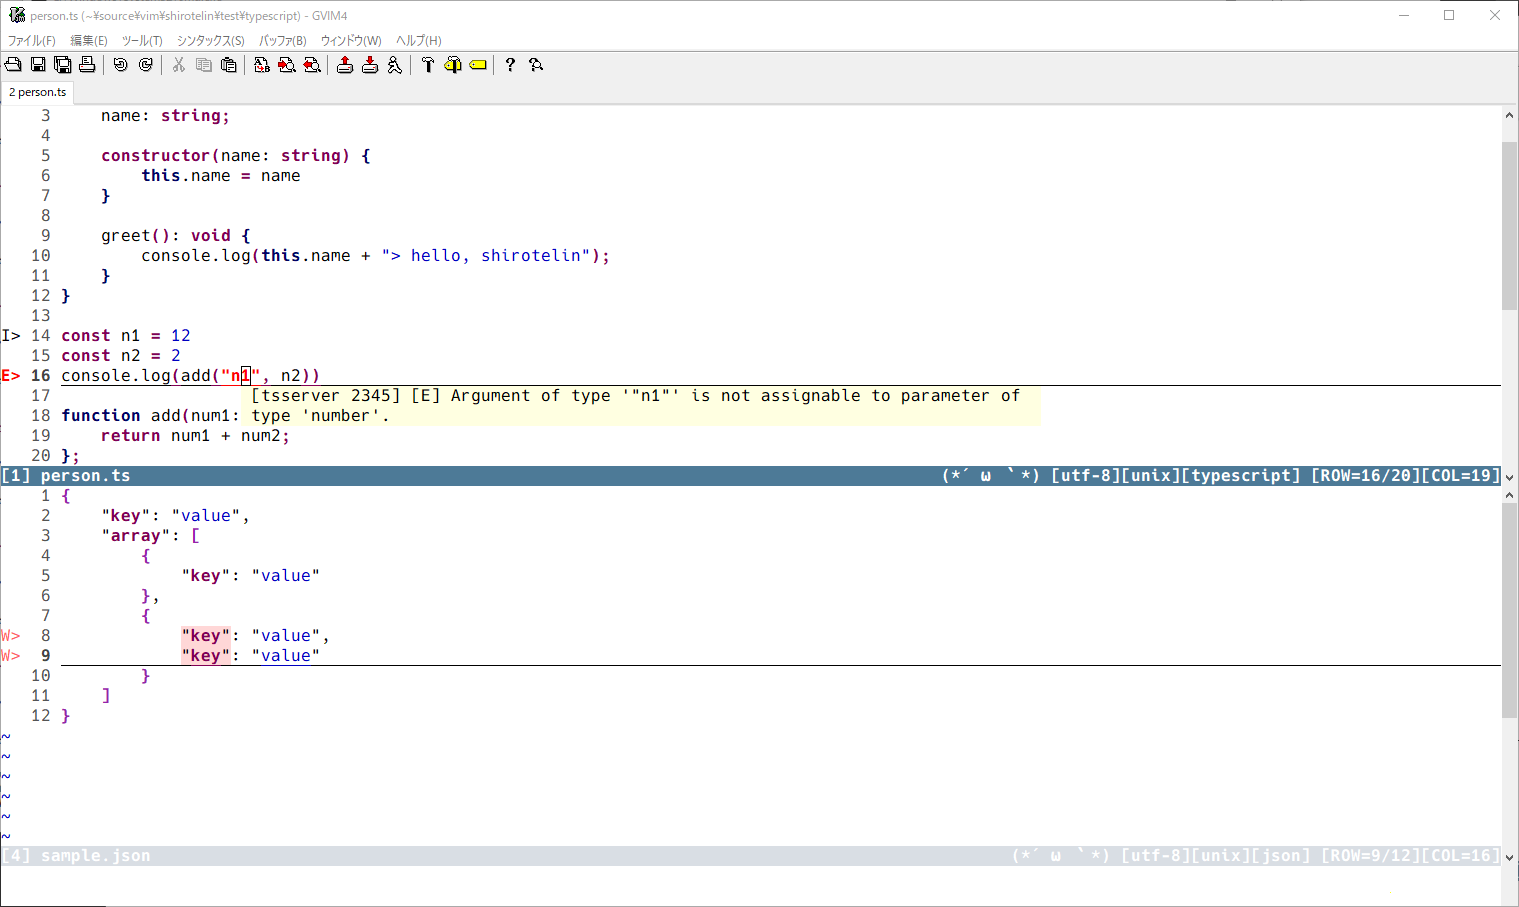 person.ts (~¥source¥vim¥shirotelin¥test¥typescript) - GVIM4
ファイル(F) 編集(E) ツール(T) シンタックス(S) バッファ(B) ウィンドウ(W) ヘルプ(H)
2 person.ts
3     name: string;
4
5     constructor(name: string) {
6         this.name = name
7     }
8
9     greet(): void {
10         console.log(this.name + "> hello, shirotelin");
11     }
12 }
13
I> 14 const n1 = 12
15 const n2 = 2
E> 16 console.log(add("n1", n2))
17 [tsserver 2345] [E] Argument of type '"n1"' is not assignable to parameter of
18 function add(num1: type 'number'.
19     return num1 + num2;
20 };
[1] person.ts (*´ ω ｀*) [utf-8][unix][typescript] [ROW=16/20][COL=19]
1 {
2     "key": "value",
3     "array": [
4         {
5             "key": "value"
6         },
7         {
W> 8             "key": "value",
W> 9             "key": "value"
10         }
11     ]
12 }
~
~
~
~
~
~
[4] sample.json (*´ ω ｀*) [utf-8][unix][json] [ROW=9/12][COL=16]